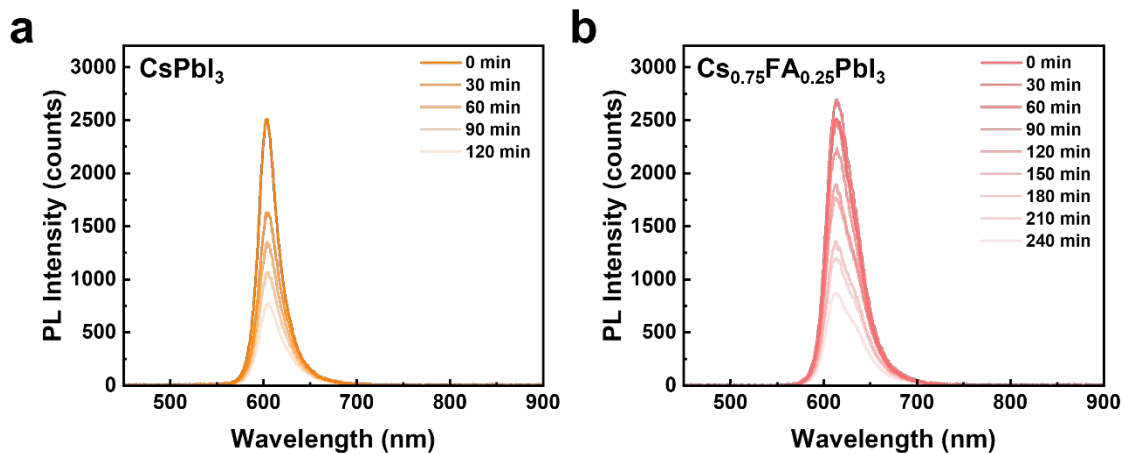 a
CsPbI₃
0 min
30 min
60 min
90 min
120 min
3000
2500
2000
1500
1000
500
0
PL Intensity (counts)
500 600 700 800 900
Wavelength (nm)
b
Cs₀.₇₅FA₀.₂₅PbI₃
0 min
30 min
60 min
90 min
120 min
150 min
180 min
210 min
240 min
3000
2500
2000
1500
1000
500
0
PL Intensity (counts)
500 600 700 800 900
Wavelength (nm)